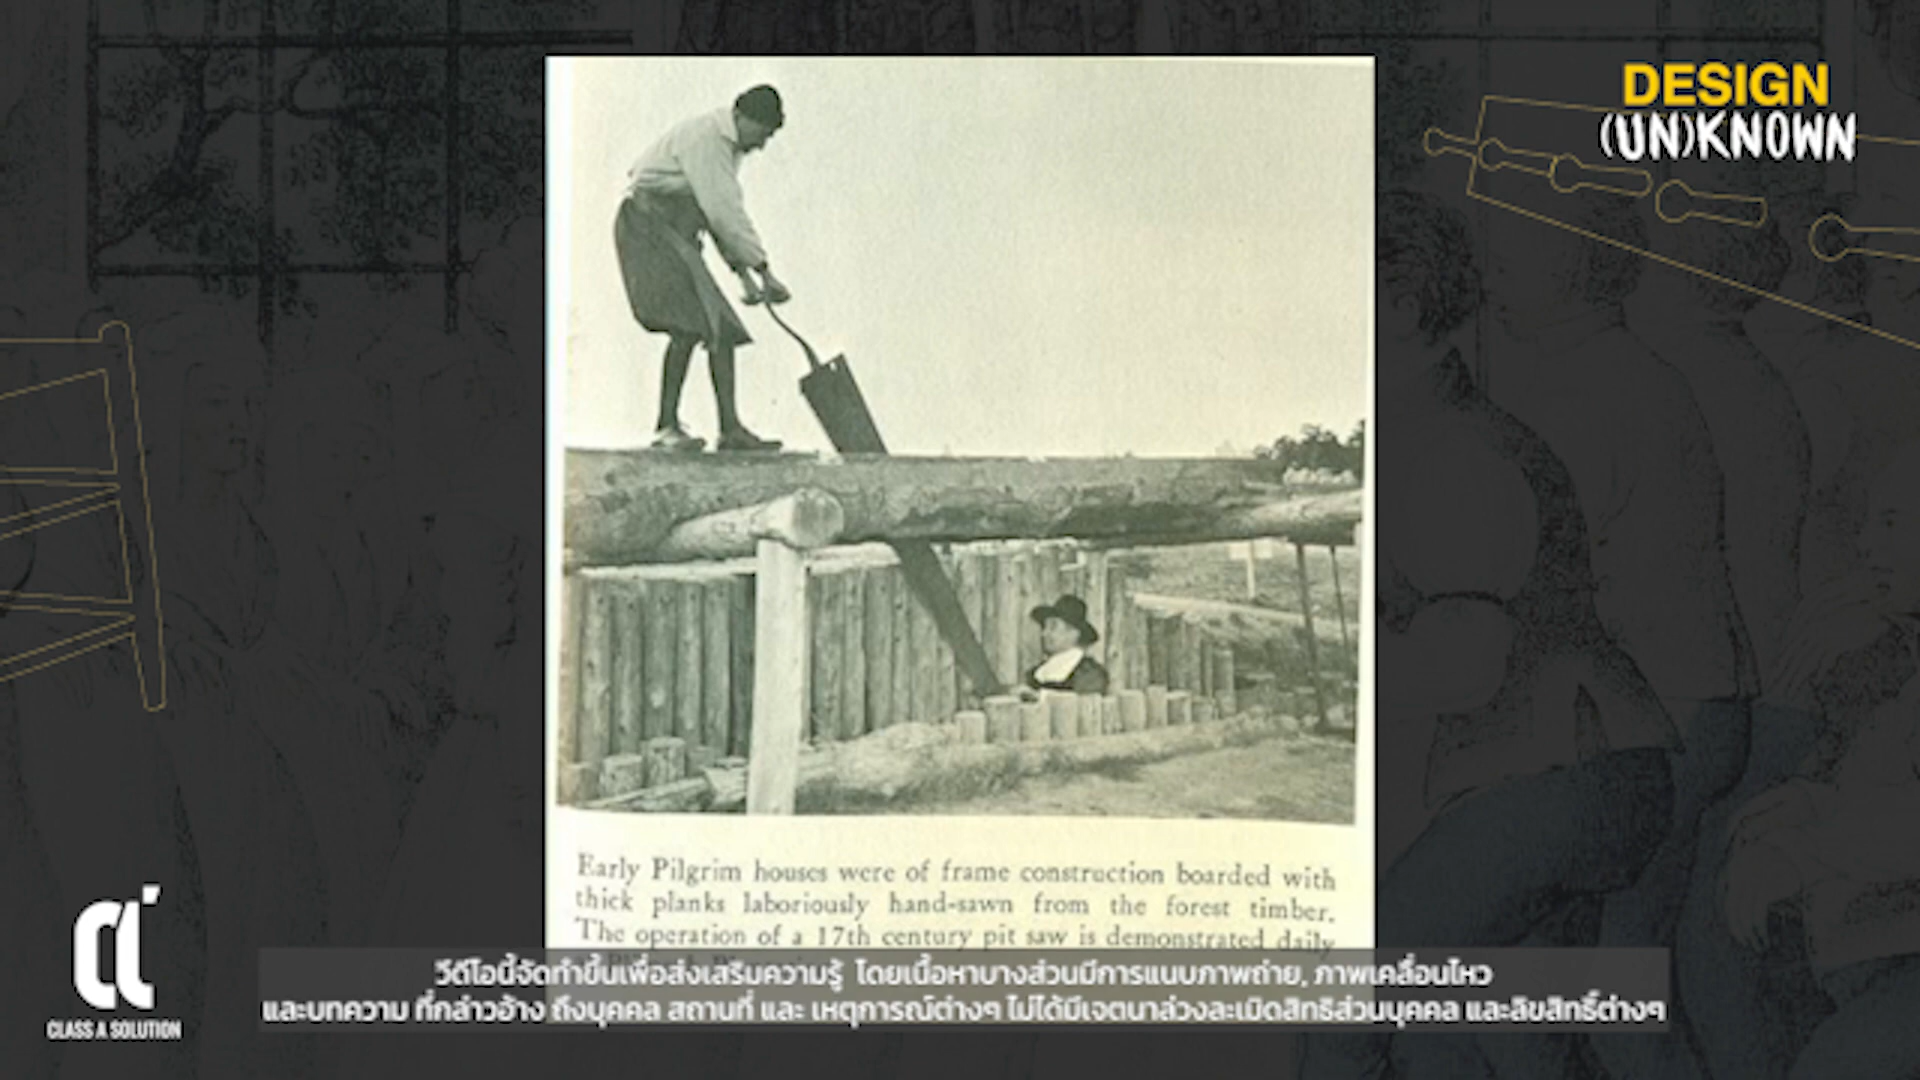 DESIGN
(UN)KNOWN
Early Pilgrim houses were of frame construction boarded with
thick planks laboriously hand-sawn from the forest timber.
The operation of a 17th century pit saw is demonstrated daily
วีดีโอนี้จัดทำขึ้นเพื่อส่งเสริมความรู้ โดยเนื้อหาบางส่วนมีการแนบภาพถ่าย, ภาพเคลื่อนไหว
และบทความ ที่กล่าวอ้าง ถึงบุคคล สถานที่ และ เหตุการณ์ต่างๆ ไม่ได้มีเจตนาล่วงละเมิดสิทธิส่วนบุคคล และลิขสิทธิ์ต่างๆ
CLASS A SOLUTION